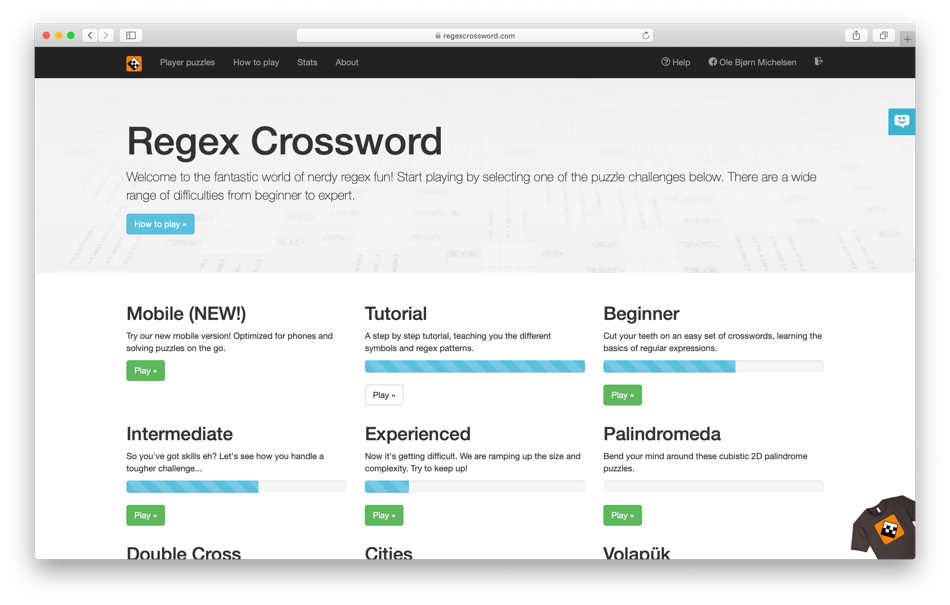 regexcrossword.com
Player puzzles How to play Stats About Help Ole Bjørn Michelsen
Regex Crossword
Welcome to the fantastic world of nerdy regex fun! Start playing by selecting one of the puzzle challenges below. There are a wide
range of difficulties from beginner to expert.
How to play »
Mobile (NEW!)
Try our new mobile version! Optimized for phones and
solving puzzles on the go.
Play »
Tutorial
A step by step tutorial, teaching you the different
symbols and regex patterns.
Play »
Beginner
Cut your teeth on an easy set of crosswords, learning the
basics of regular expressions.
Play »
Intermediate
So you've got skills eh? Let's see how you handle a
tougher challenge...
Play »
Experienced
Now it's getting difficult. We are ramping up the size and
complexity. Try to keep up!
Play »
Palindromeda
Bend your mind around these cubistic 2D palindrome
puzzles.
Play »
Double Cross
Cities
Volapük